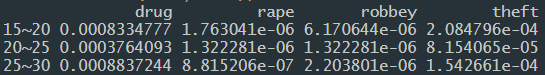 drug rape robbey theft
15~20 0.0008334777 1.763041e-06 6.170644e-06 2.084796e-04
20~25 0.0003764093 1.322281e-06 1.322281e-06 8.154065e-05
25~30 0.0008837244 8.815206e-07 2.203801e-06 1.542661e-04